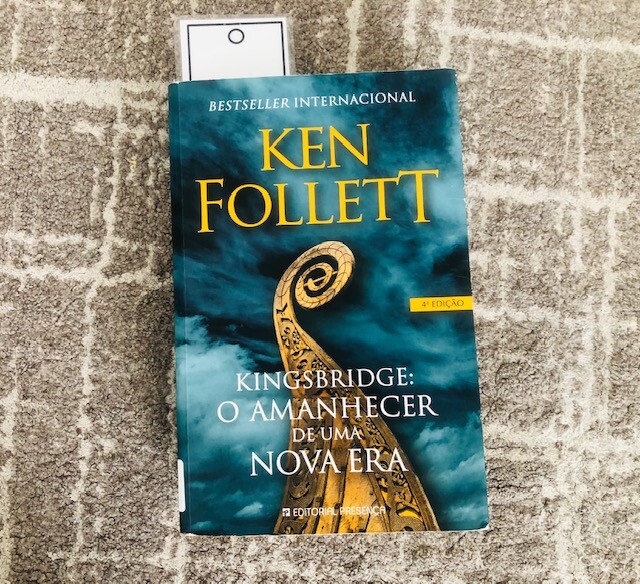 BESTSELLER INTERNACIONAL
KEN
FOLLETT
4ª EDIÇÃO
KINGSBRIDGE:
O AMANHECER
DE UMA
NOVA ERA
EDITORIAL PRESENÇA